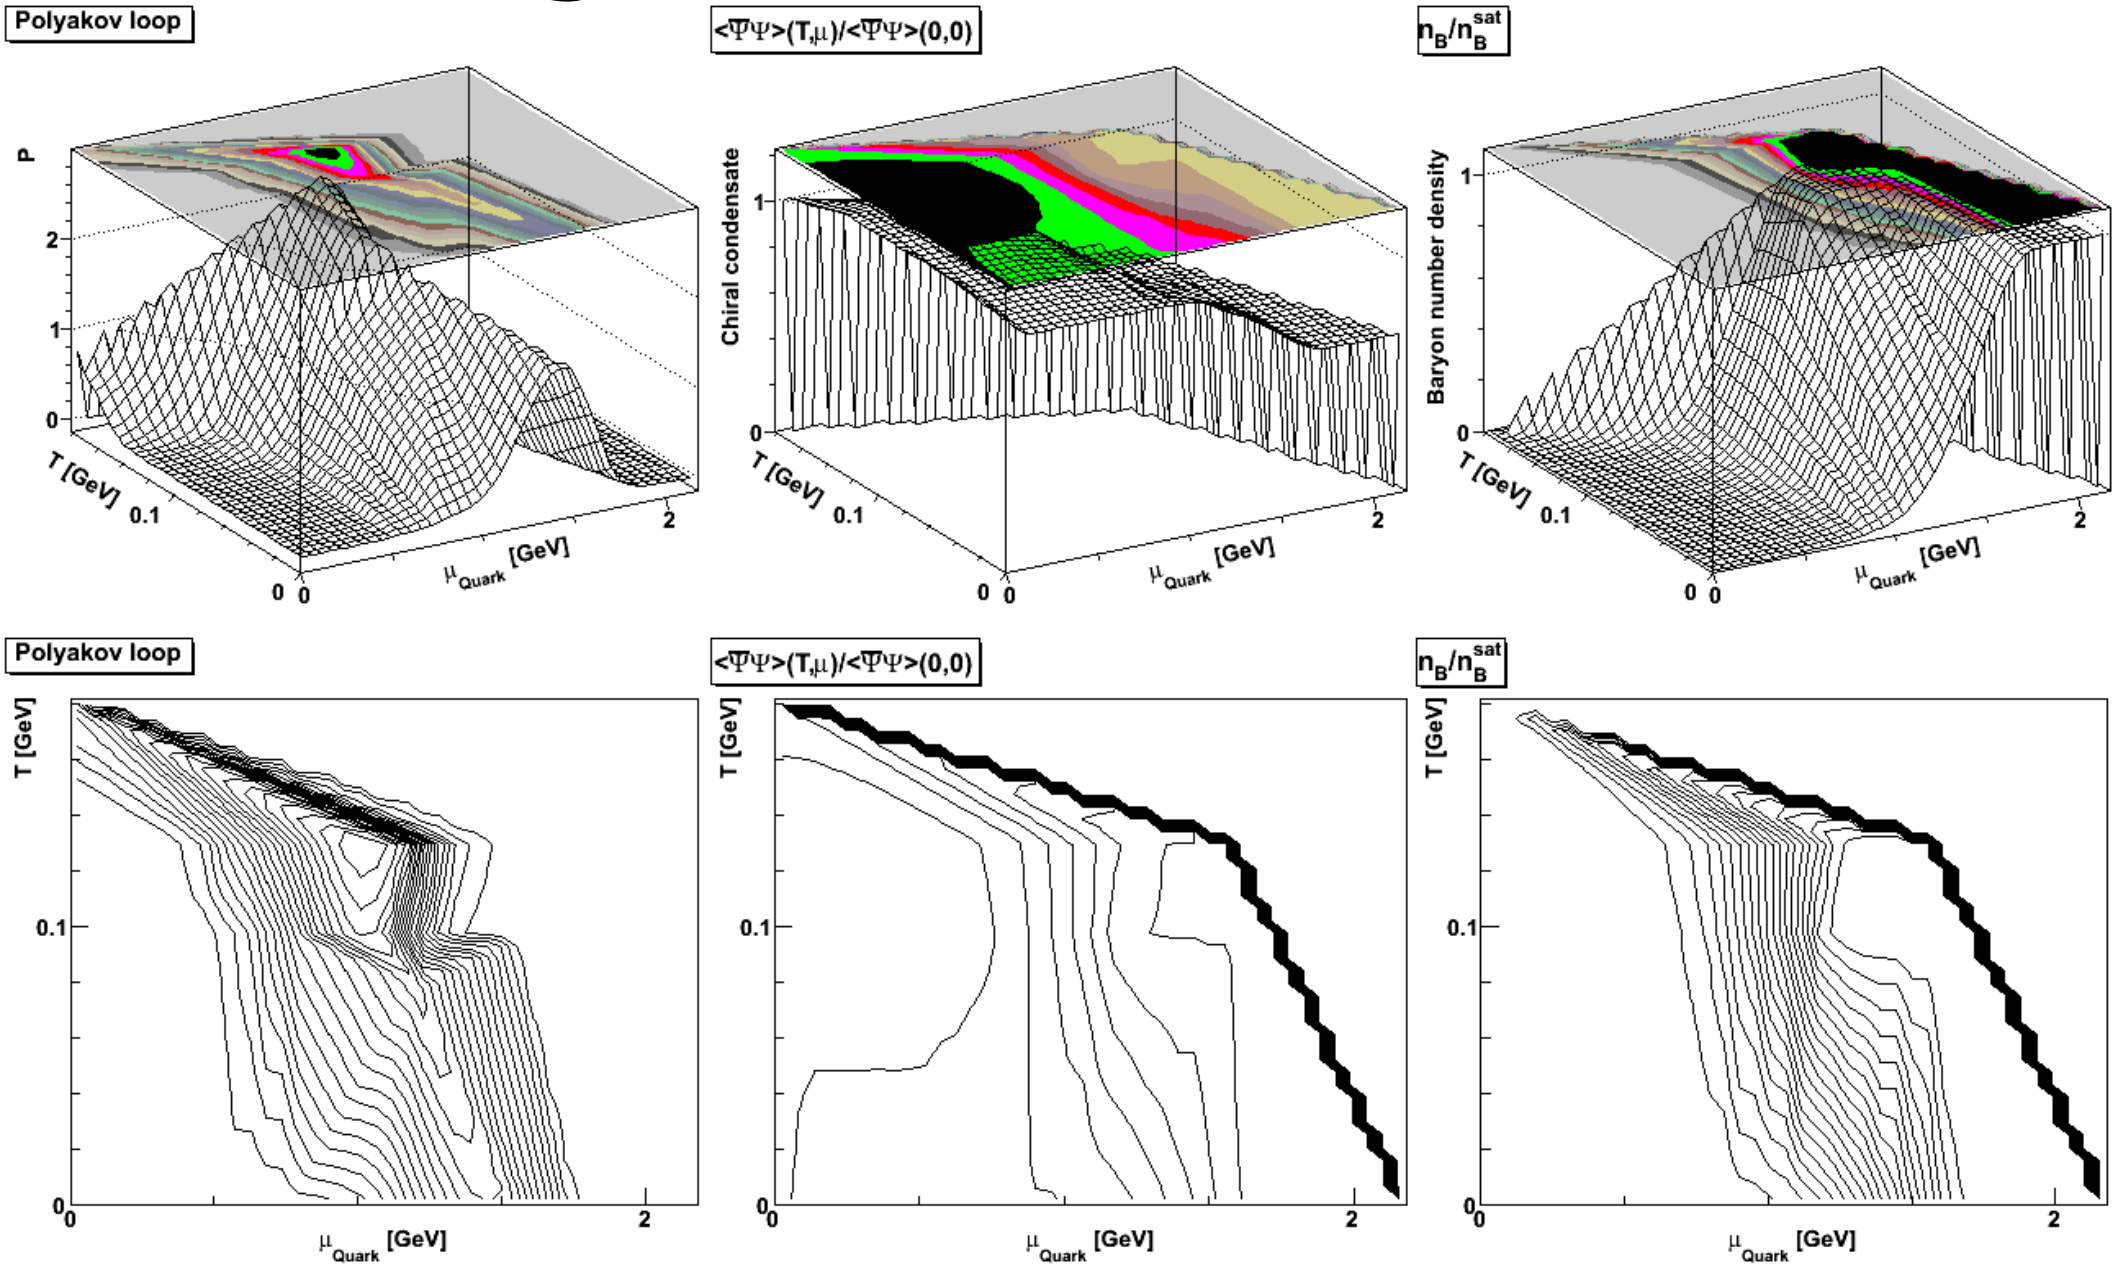 Polyakov loop
<Ψ̅Ψ>(T,μ)/<Ψ̅Ψ>(0,0)
n_B/n_B^sat
P
2
1
0
T [GeV]
0.1
0
0
μ_Quark [GeV]
2
Chiral condensate
1
0
T [GeV]
0.1
0
0
μ_Quark [GeV]
2
Baryon number density
1
0
T [GeV]
0.1
0
0
μ_Quark [GeV]
2
Polyakov loop
<Ψ̅Ψ>(T,μ)/<Ψ̅Ψ>(0,0)
n_B/n_B^sat
T [GeV]
0.1
0
0
2
μ_Quark [GeV]
T [GeV]
0.1
0
0
2
μ_Quark [GeV]
T [GeV]
0.1
0
0
2
μ_Quark [GeV]